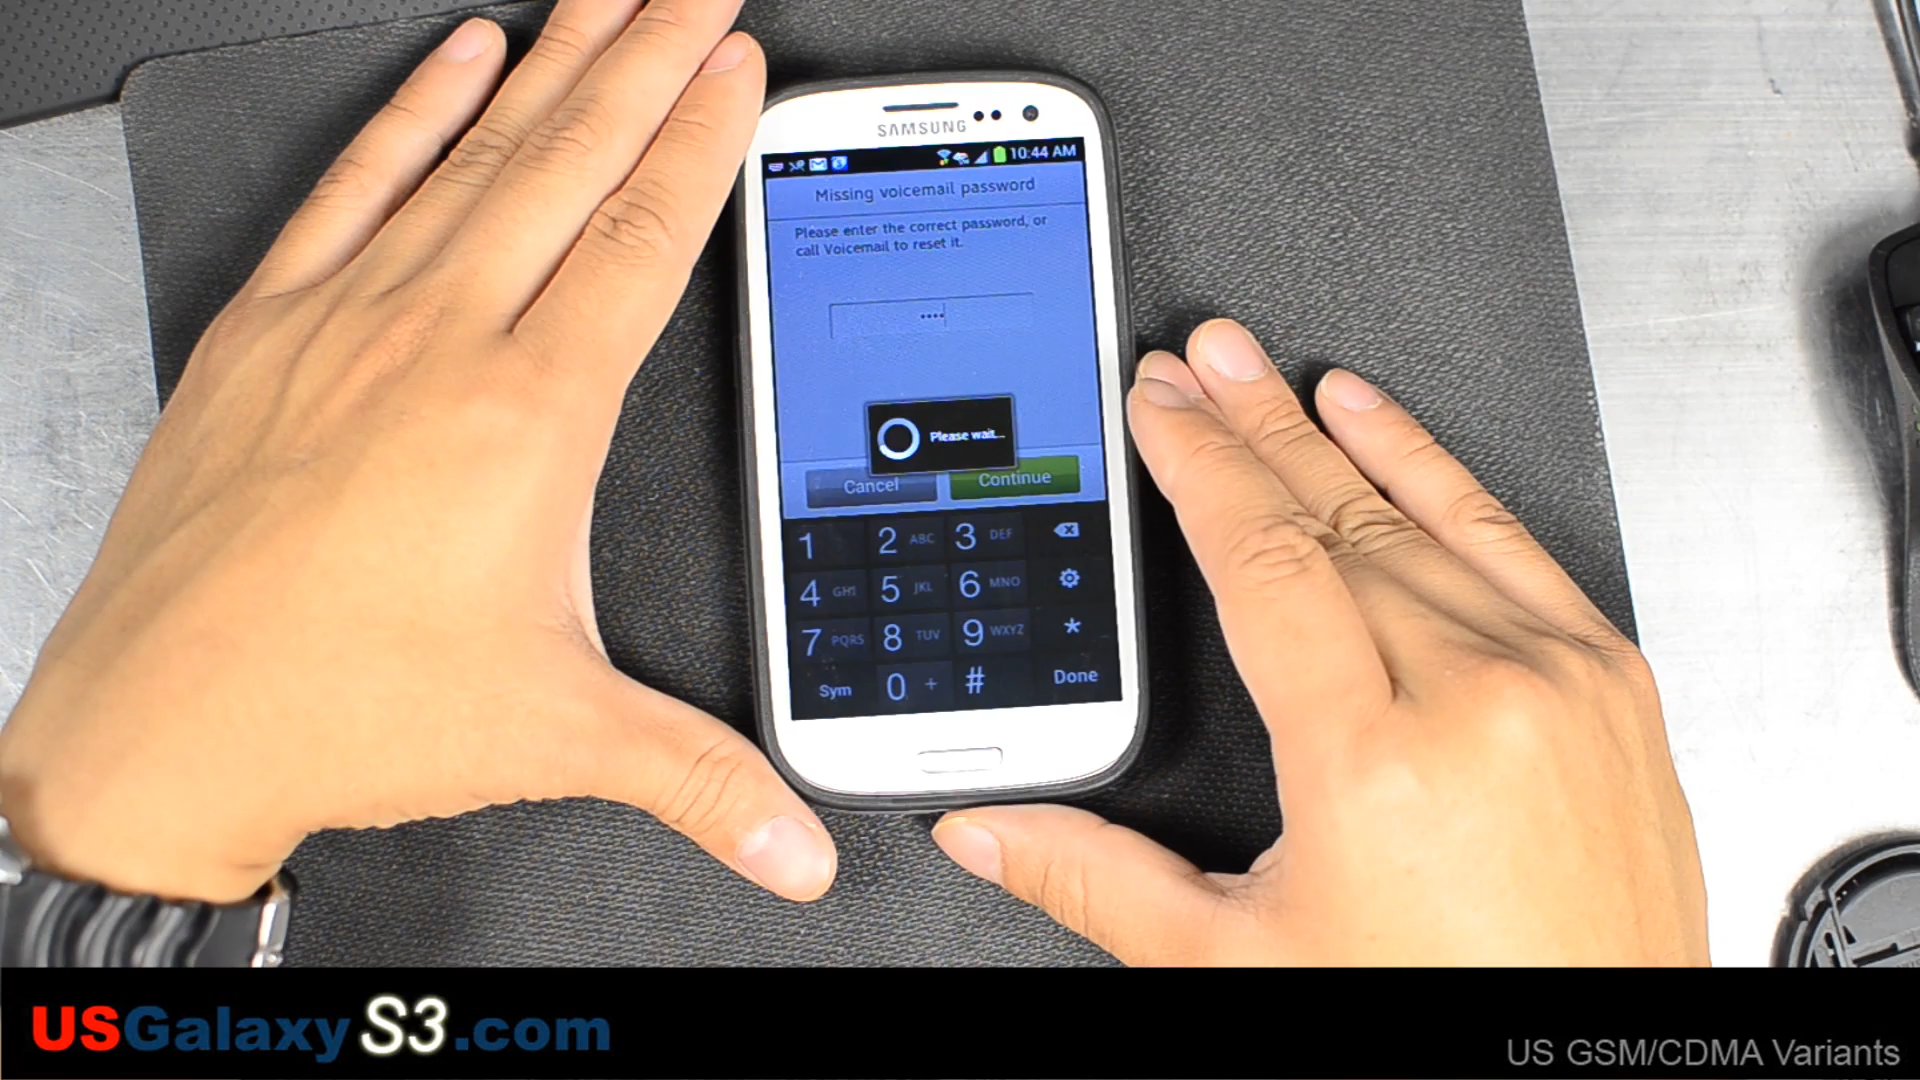 SAMSUNG
10:44 AM
Missing voicemail password
Please enter the correct password, or
call Voicemail to reset it.
••••
Please wait...
Cancel
Continue
1
2 ABC
3 DEF
4 GHI
5 JKL
6 MNO
7 PQRS
8 TUV
9 WXYZ
*
Sym
0 +
#
Done
USGalaxyS3.com
US GSM/CDMA Variants